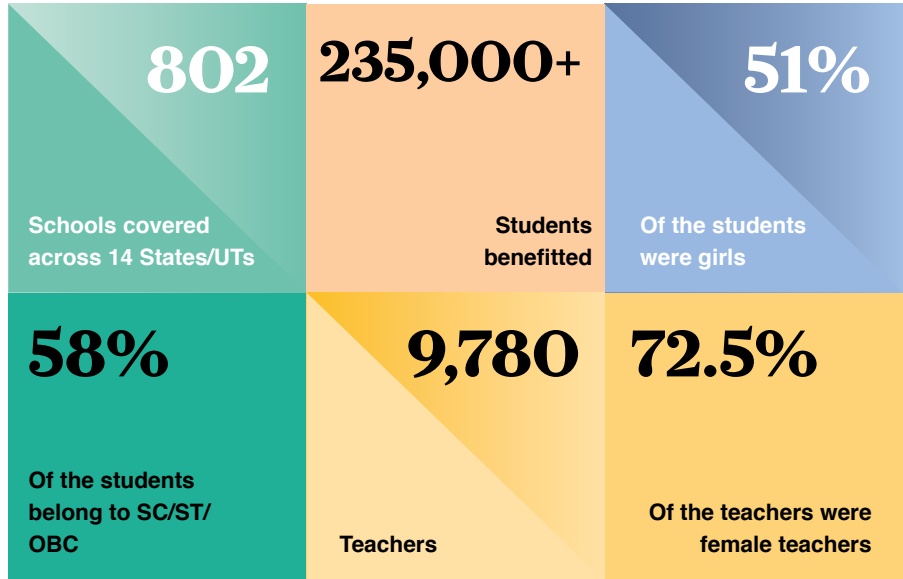 802
Schools covered
across 14 States/UTs
235,000+
Students
benefitted
51%
Of the students
were girls
58%
Of the students
belong to SC/ST/
OBC
9,780
Teachers
72.5%
Of the teachers were
female teachers